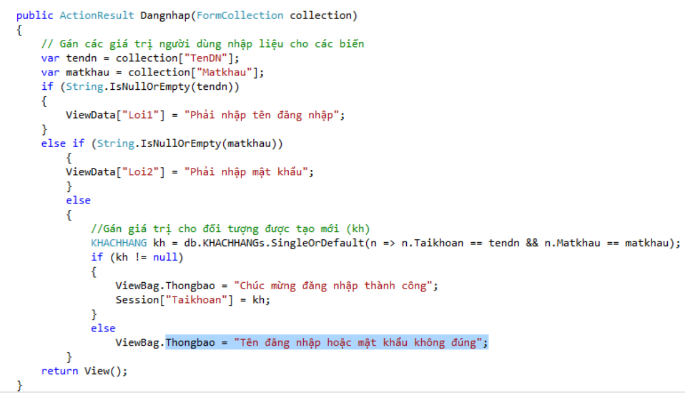 public ActionResult Dangnhap(FormCollection collection)
{
// Gán các giá trị người dùng nhập liệu cho các biến
var tendn = collection["TenDN"];
var matkhau = collection["Matkhau"];
if (String.IsNullOrEmpty(tendn))
{
ViewData["Loi1"] = "Phải nhập tên đăng nhập";
}
else if (String.IsNullOrEmpty(matkhau))
{
ViewData["Loi2"] = "Phải nhập mật khẩu";
}
else
{
//Gán giá trị cho đối tượng được tạo mới (kh)
KHACHHANG kh = db.KHACHHANGs.SingleOrDefault(n => n.Taikhoan == tendn && n.Matkhau == matkhau);
if (kh != null)
{
ViewBag.Thongbao = "Chúc mừng đăng nhập thành công";
Session["Taikhoan"] = kh;
}
else
ViewBag.Thongbao = "Tên đăng nhập hoặc mật khẩu không đúng";
}
return View();
}